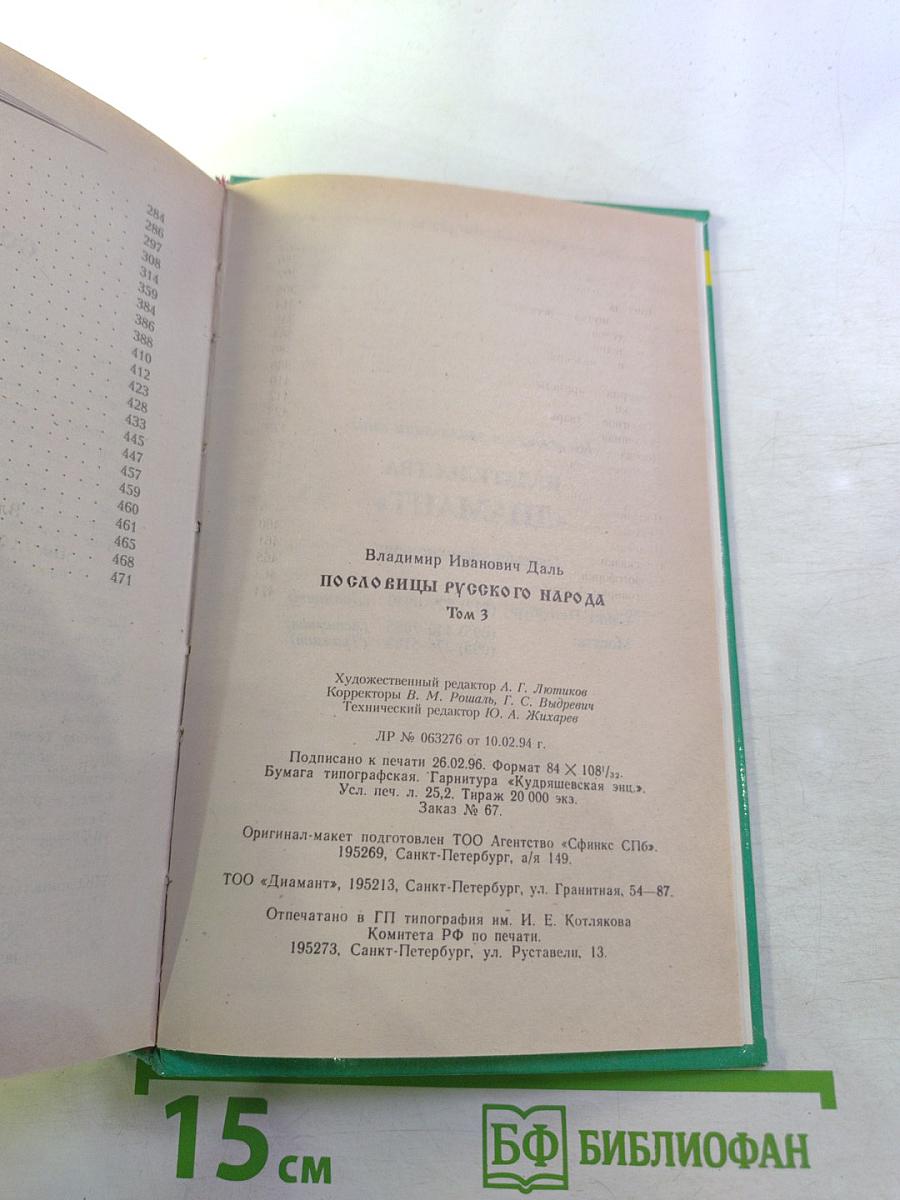 284
286
297
308
314
359
384
386
388
410
412
423
428
433
445
447
457
459
460
461
465
468
471
Владимир Иванович Даль
ПОСЛОВИЦЫ РУССКОГО НАРОДА
Том 3
Художественный редактор А. Г. Лютиков
Корректоры В. М. Рошаль, Г. С. Выдревич
Технический редактор Ю. А. Жихарев
ЛР № 063276 от 10.02.94 г.
Подписано к печати 26.02.96. Формат 84 × 108¹/₃₂.
Бумага типографская. Гарнитура «Кудряшевская энц.».
Усл. печ. л. 25,2. Тираж 20 000 экз.
Заказ № 67.
Оригинал-макет подготовлен ТОО Агентство «Сфинкс СПб».
195269, Санкт-Петербург, а/я 149.
ТОО «Диамант», 195213, Санкт-Петербург, ул. Гранитная, 54—87.
Отпечатано в ГП типография им. И. Е. Котлякова
Комитета РФ по печати.
195273, Санкт-Петербург, ул. Руставели, 13.
15 см
БФ БИБЛИОФАН